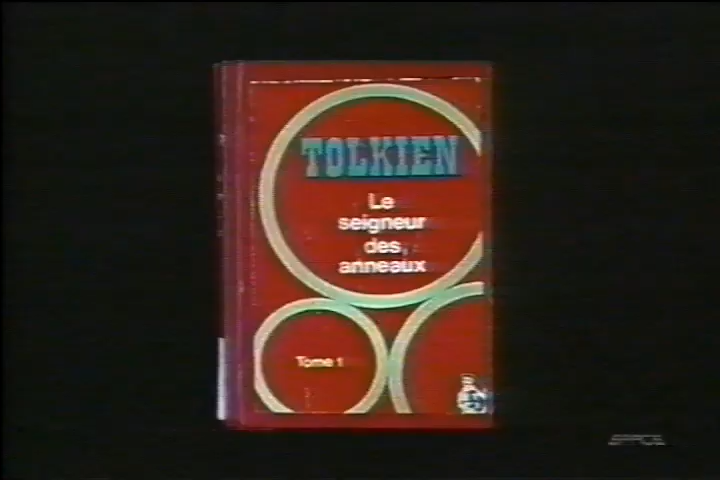 TOLKIEN
Le
seigneur
des
anneaux
Tome 1